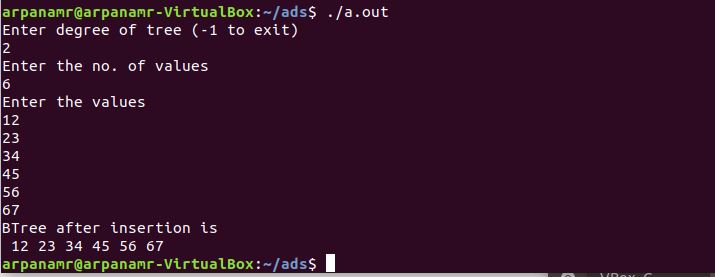 arpanamr@arpanamr-VirtualBox:~/ads$ ./a.out
Enter degree of tree (-1 to exit)
2
Enter the no. of values
6
Enter the values
12
23
34
45
56
67
BTree after insertion is
 12 23 34 45 56 67
arpanamr@arpanamr-VirtualBox:~/ads$